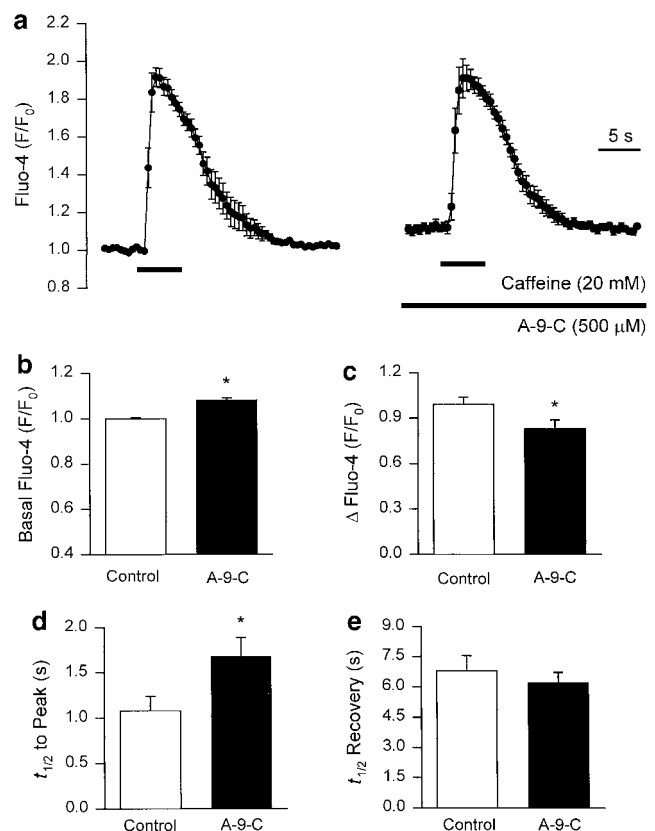 a
2.2
2.0
1.8
1.6
1.4
1.2
1.0
0.8
Fluo-4 (F/F0)
5 s
Caffeine (20 mM)
A-9-C (500 μM)
b
1.2
1.0
0.8
0.6
0.4
Basal Fluo-4 (F/F0)
*
Control
A-9-C
c
1.2
0.9
0.6
0.3
0.0
Δ Fluo-4 (F/F0)
*
Control
A-9-C
d
2.0
1.5
1.0
0.5
0.0
t1/2 to Peak (s)
*
Control
A-9-C
e
9.0
7.5
6.0
4.5
3.0
1.5
0.0
t1/2 Recovery (s)
Control
A-9-C